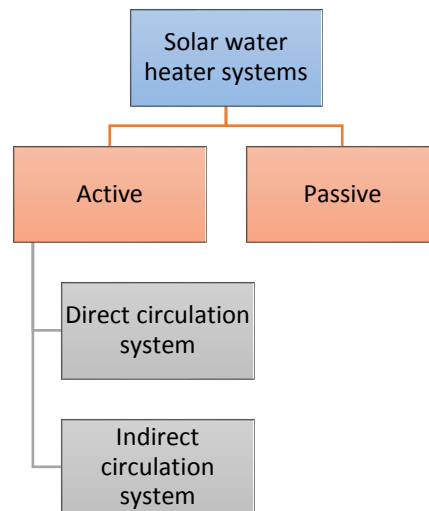 Solar water
heater systems
Active
Passive
Direct circulation
system
Indirect
circulation
system